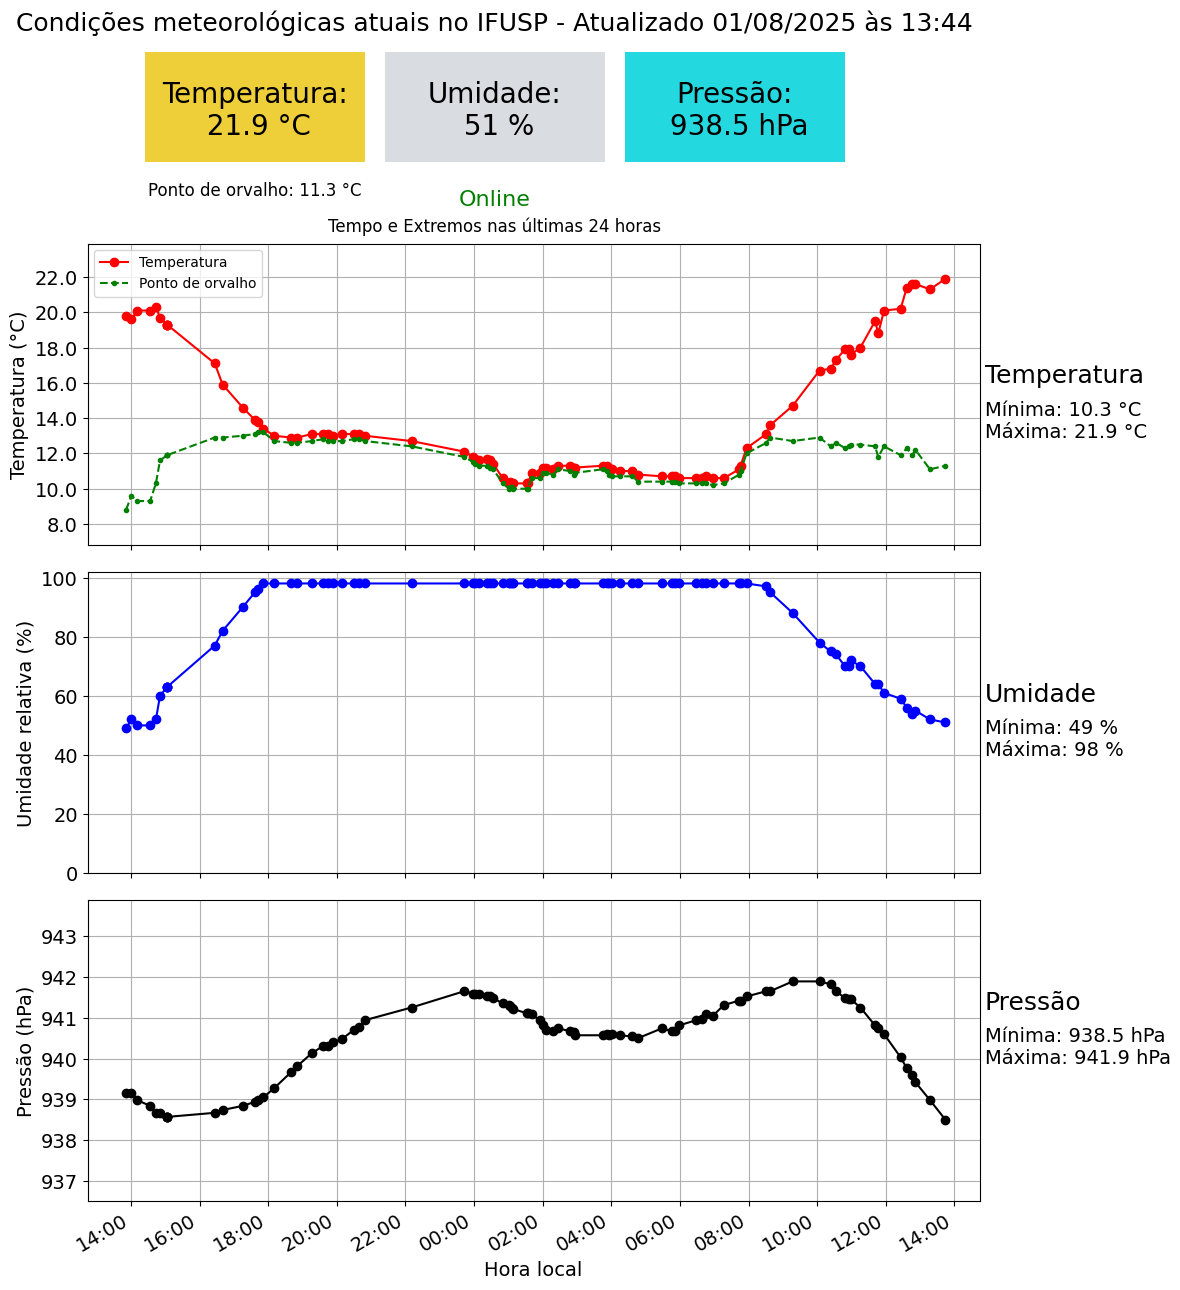 Condições meteorológicas atuais no IFUSP - Atualizado 01/08/2025 às 13:44
Temperatura:
21.9 °C
Umidade:
51 %
Pressão:
938.5 hPa
Ponto de orvalho: 11.3 °C
Online
Tempo e Extremos nas últimas 24 horas
Temperatura
Ponto de orvalho
Temperatura (°C)
22.0
20.0
18.0
16.0
14.0
12.0
10.0
8.0
Temperatura
Mínima: 10.3 °C
Máxima: 21.9 °C
Umidade relativa (%)
100
80
60
40
20
0
Umidade
Mínima: 49 %
Máxima: 98 %
Pressão (hPa)
943
942
941
940
939
938
937
Pressão
Mínima: 938.5 hPa
Máxima: 941.9 hPa
14:00 16:00 18:00 20:00 22:00 00:00 02:00 04:00 06:00 08:00 10:00 12:00 14:00
Hora local